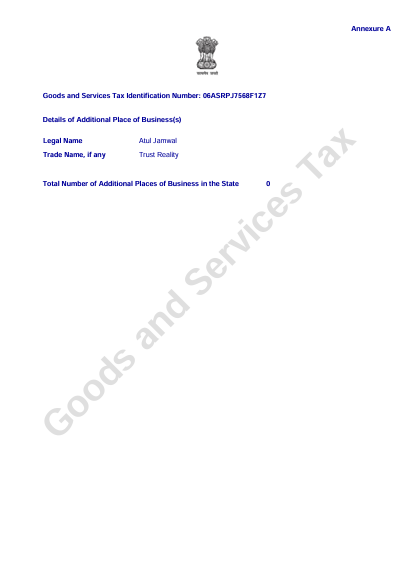 Annexure A
सत्यमेव जयते
Goods and Services Tax Identification Number: 06ASRPJ7568F1Z7
Details of Additional Place of Business(s)
Legal Name Atul Jamwal
Trade Name, if any Trust Reality
Total Number of Additional Places of Business in the State 0
Goods and Services Tax